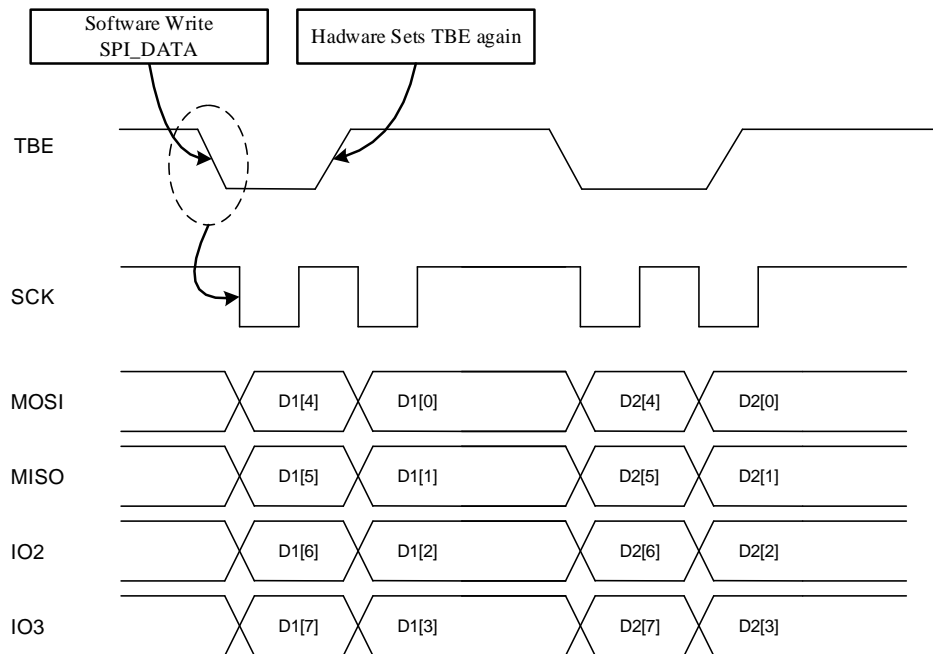 Software Write
SPI_DATA
Hadware Sets TBE again
TBE
SCK
MOSI D1[4] D1[0] D2[4] D2[0]
MISO D1[5] D1[1] D2[5] D2[1]
IO2 D1[6] D1[2] D2[6] D2[2]
IO3 D1[7] D1[3] D2[7] D2[3]